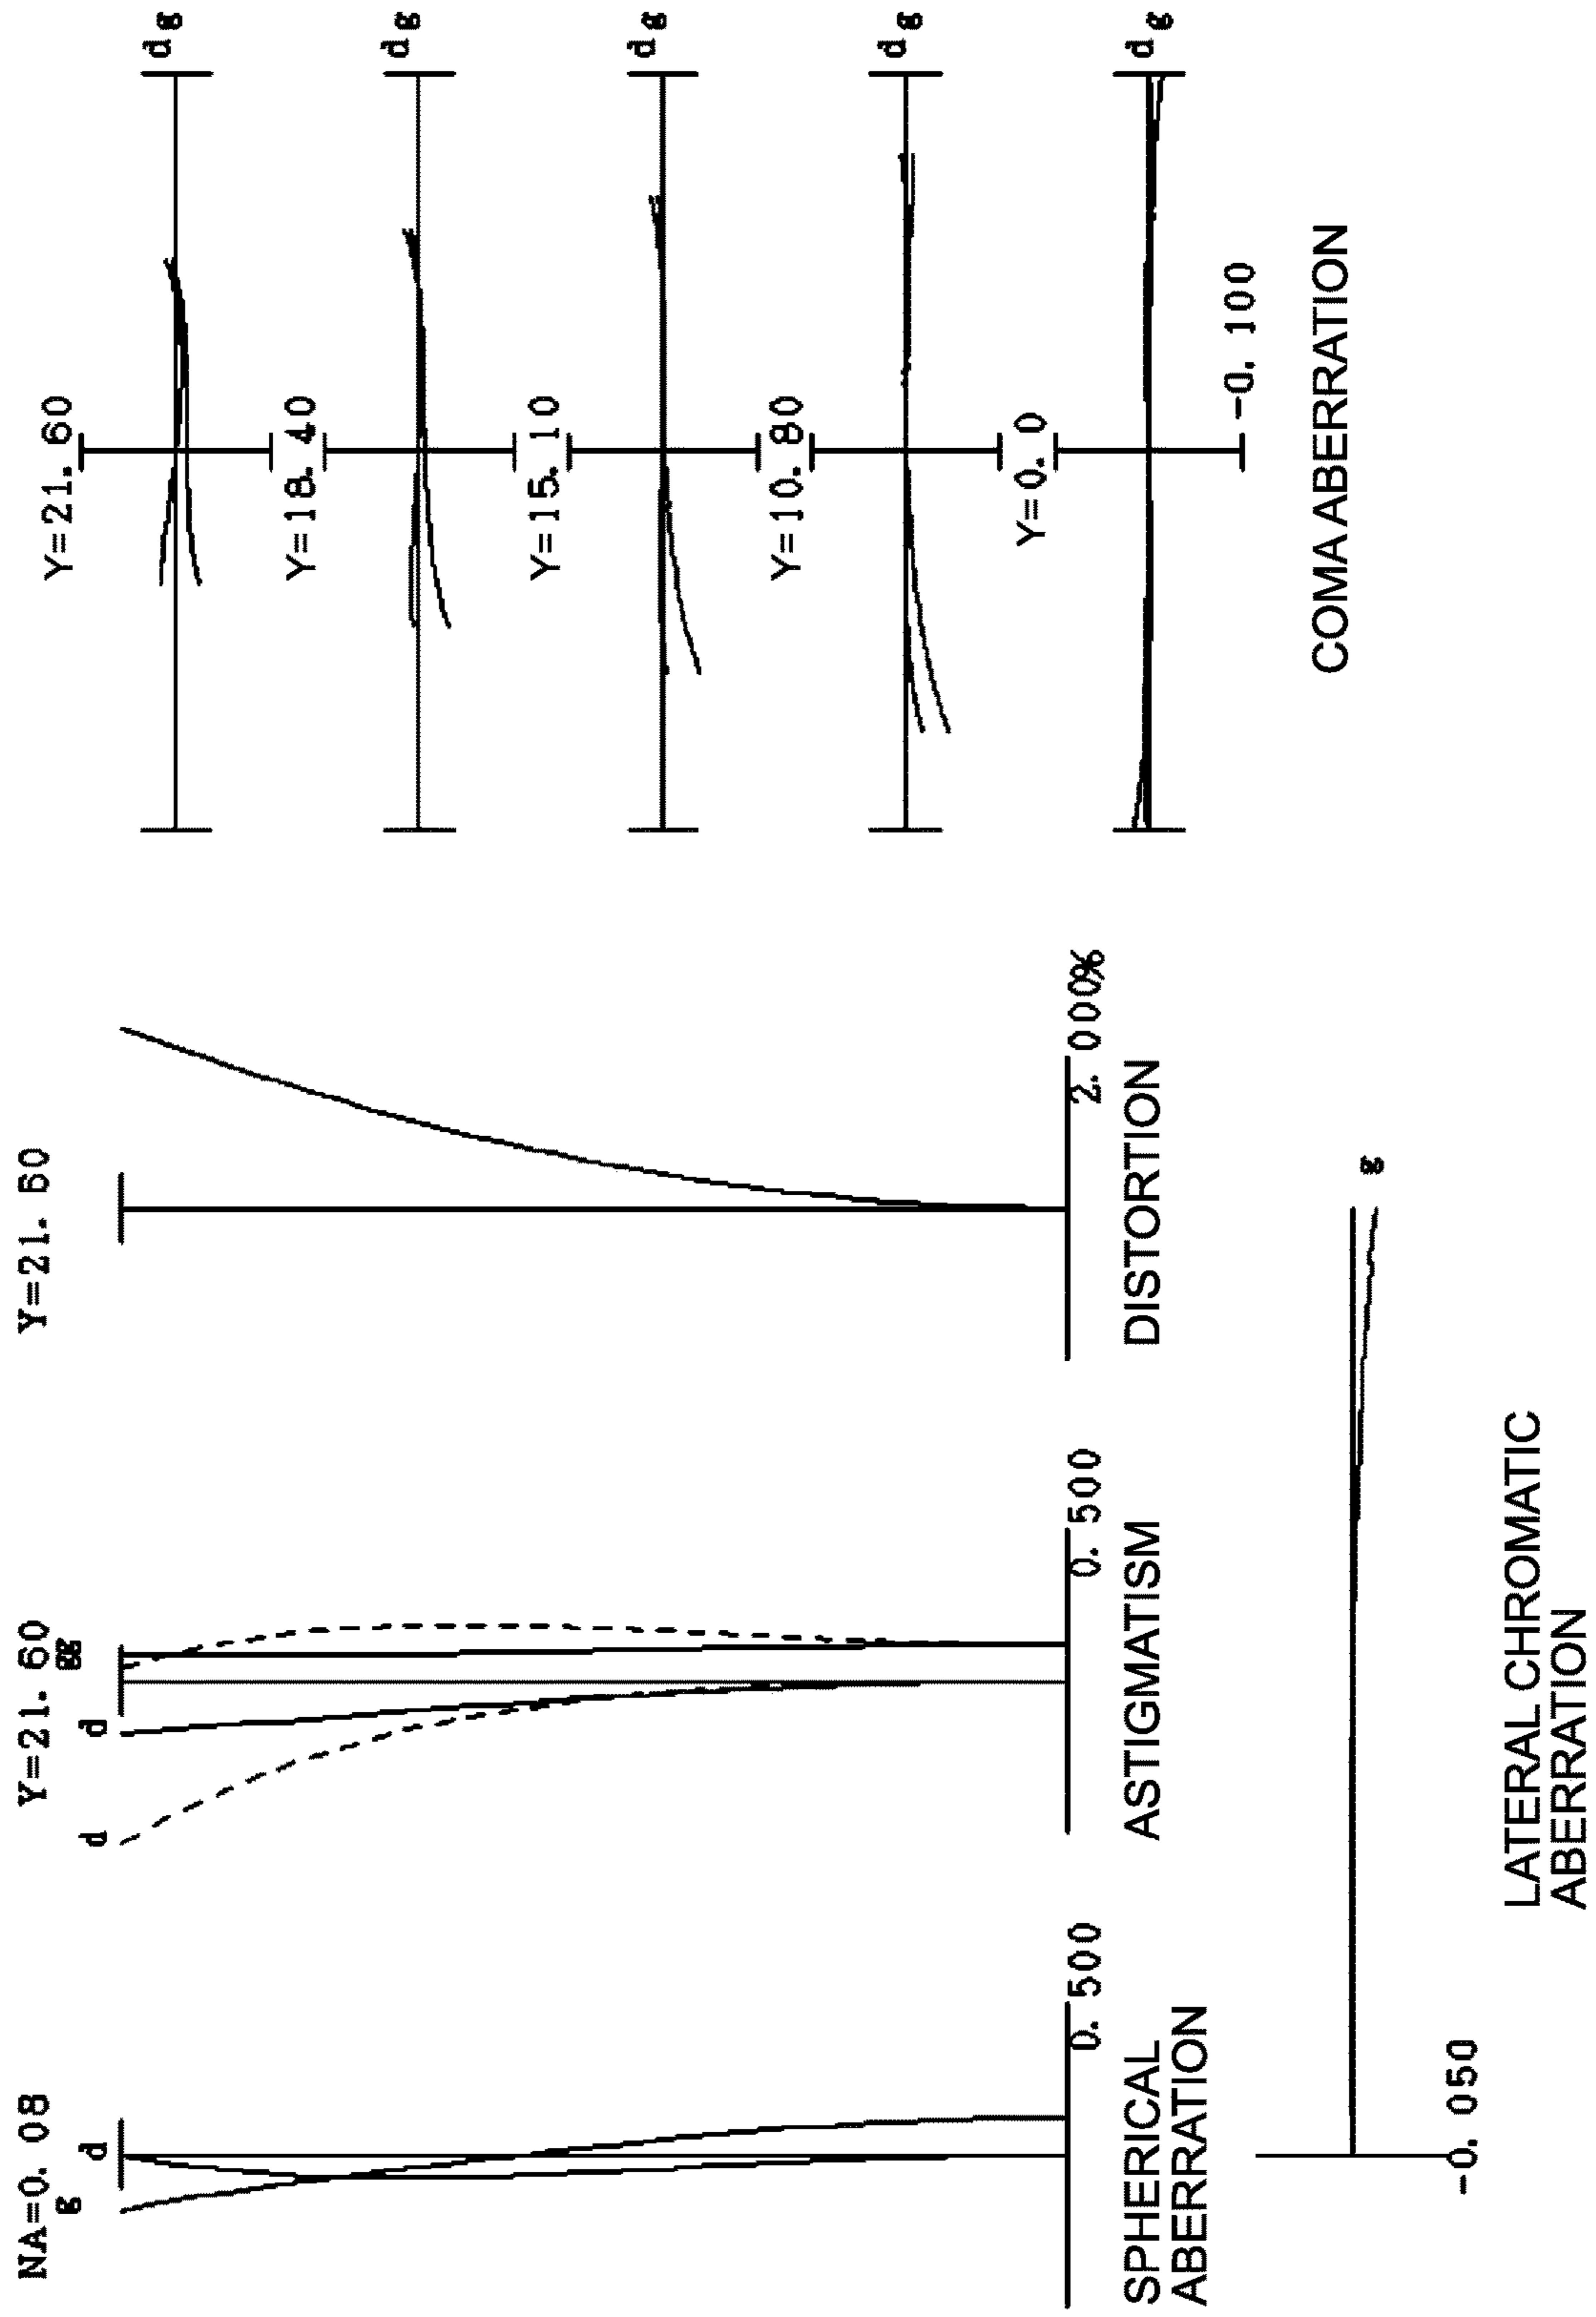 NA=0. 08
g
d
0. 500
SPHERICAL
ABERRATION
Y=21. 60
d
d
gg
0. 500
ASTIGMATISM
Y=21. 60
2. 000%
DISTORTION
Y=21. 60
d g
Y=18. 40
d g
Y=15. 10
d g
Y=10. 80
d g
Y=0. 0
d g
-0. 100
COMA ABERRATION
g
-0. 050
LATERAL CHROMATIC
ABERRATION